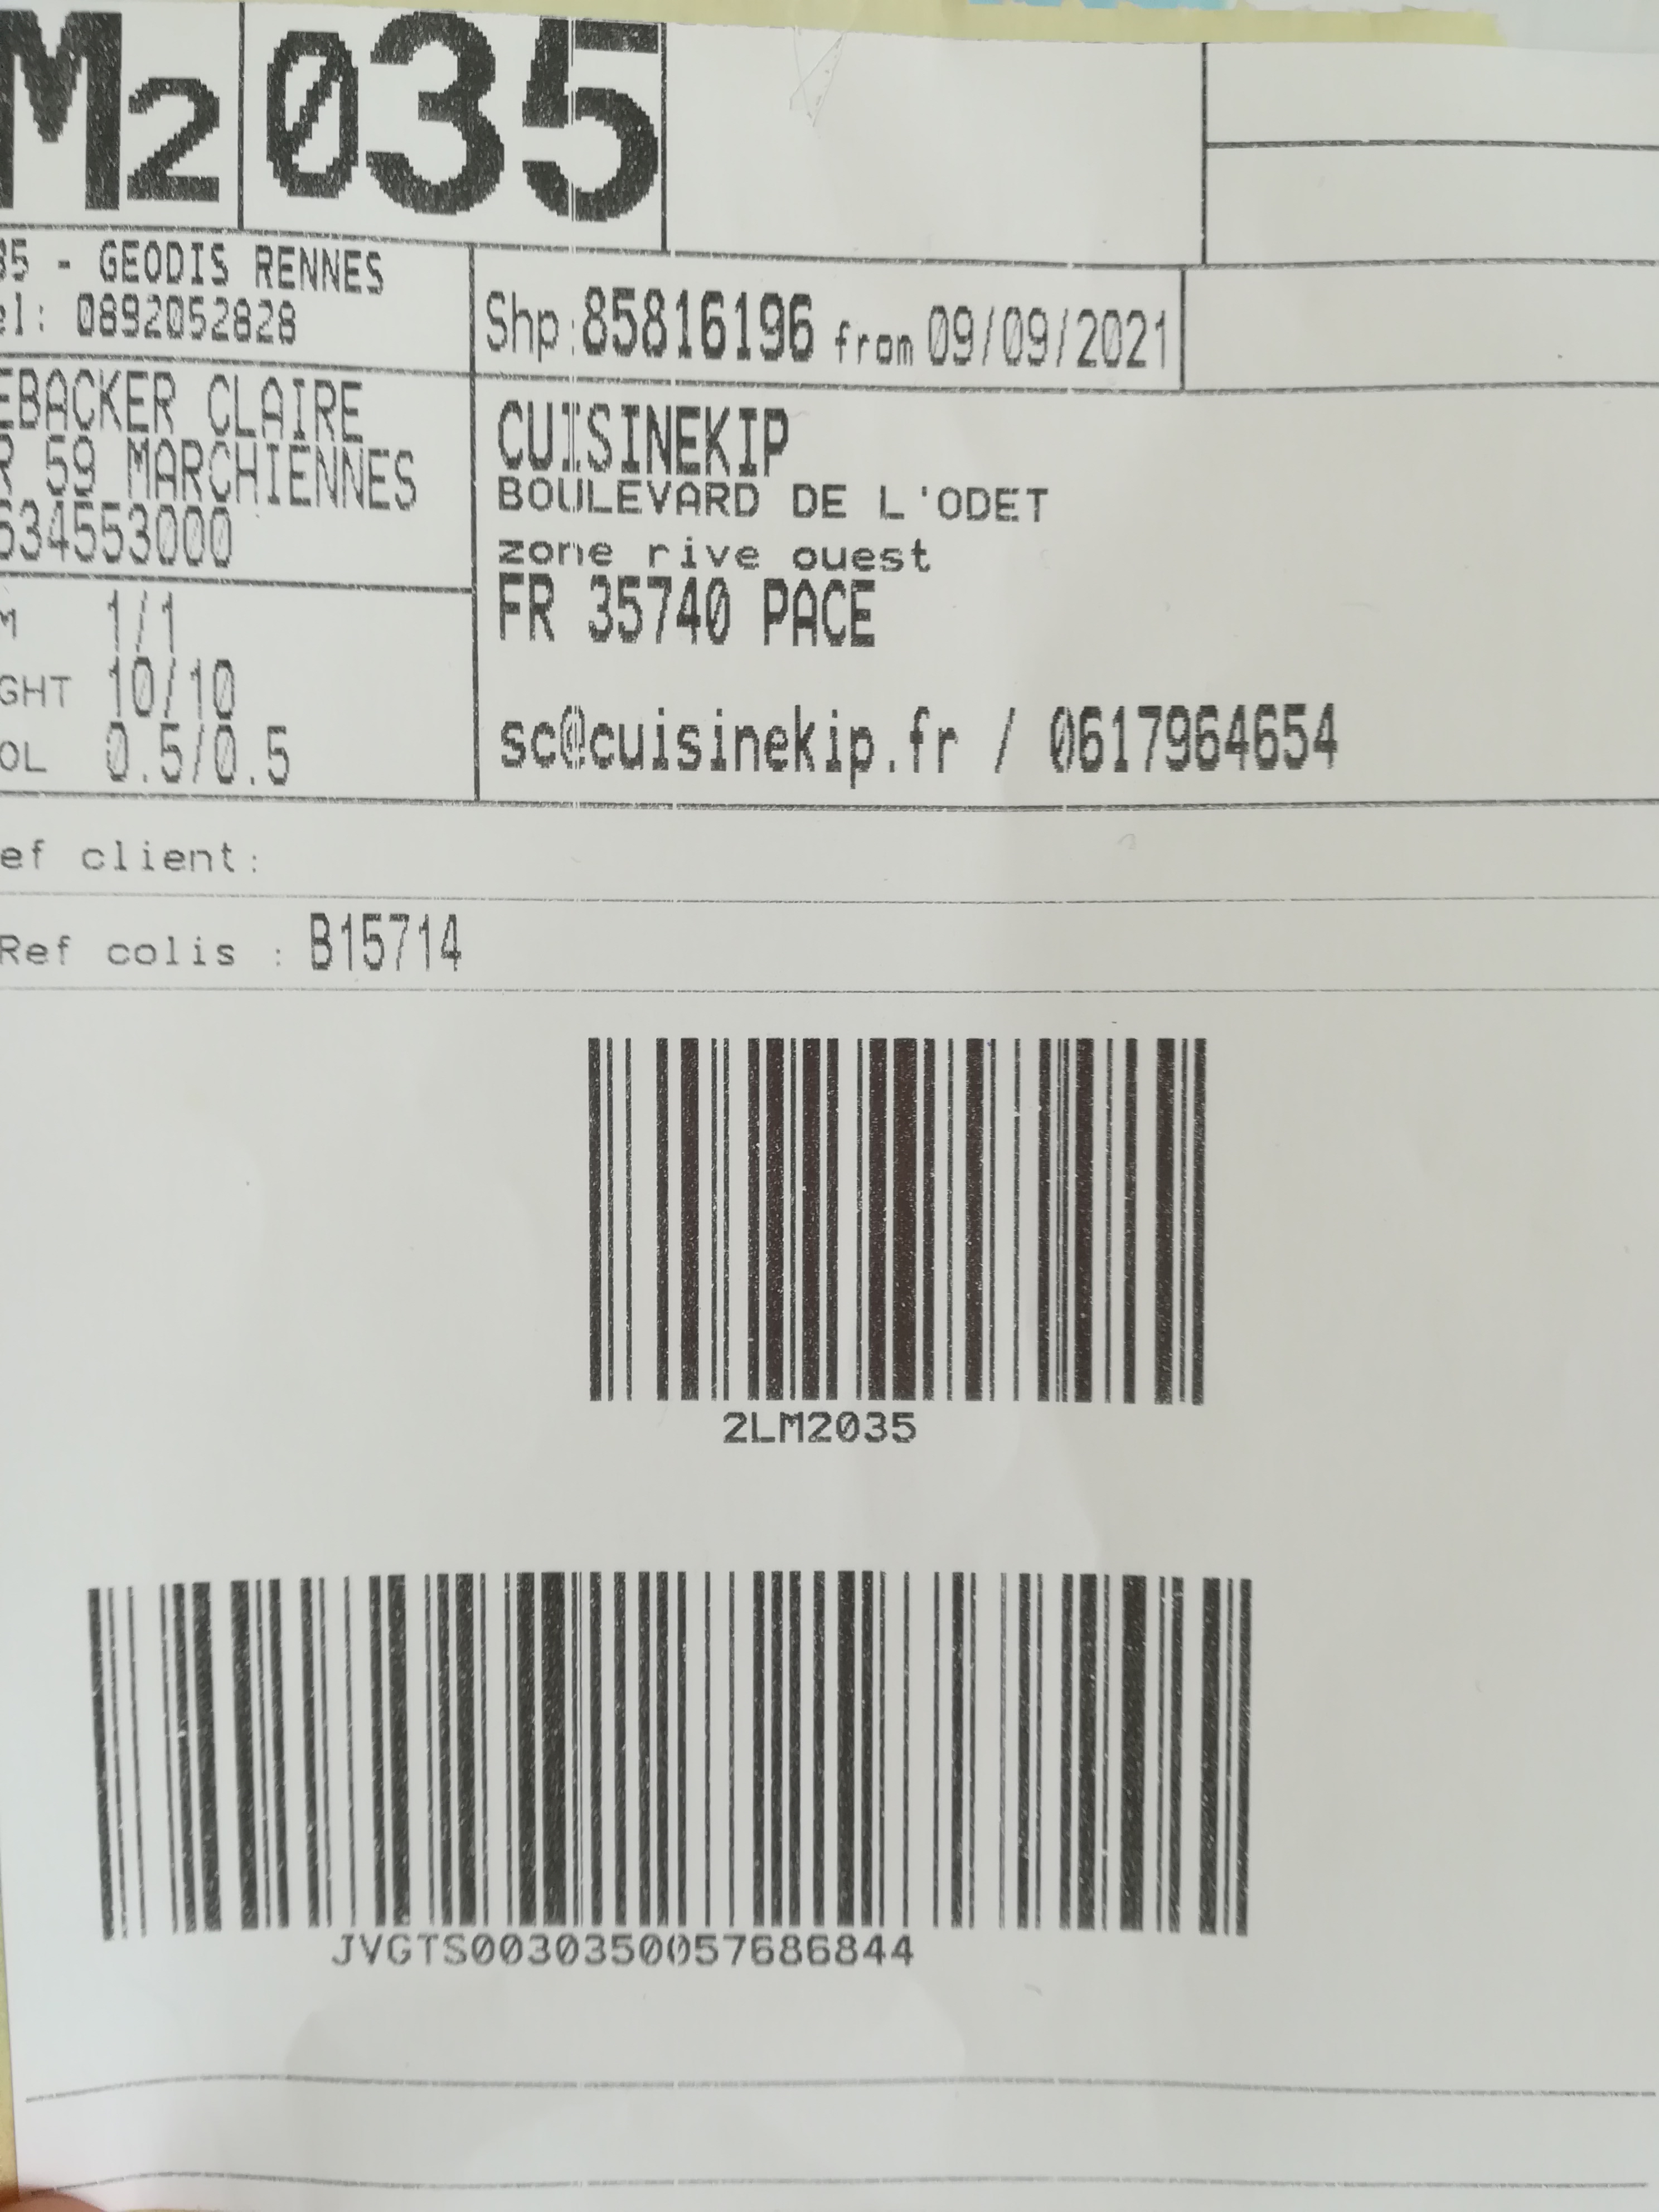 M2 035
35 - GEODIS RENNES
el: 0892052828
Shp:85816196 from 09/09/2021
EBACKER CLAIRE
R 59 MARCHIENNES
634553000
CUISINEKIP
BOULEVARD DE L'ODET
zone rive ouest
FR 35740 PACE
sc@cuisinekip.fr / 0617964654
M 1/1
GHT 10/10
OL 0.5/0.5
ef client:
Ref colis : B15714
2LM2035
JVGTS0030350057686844